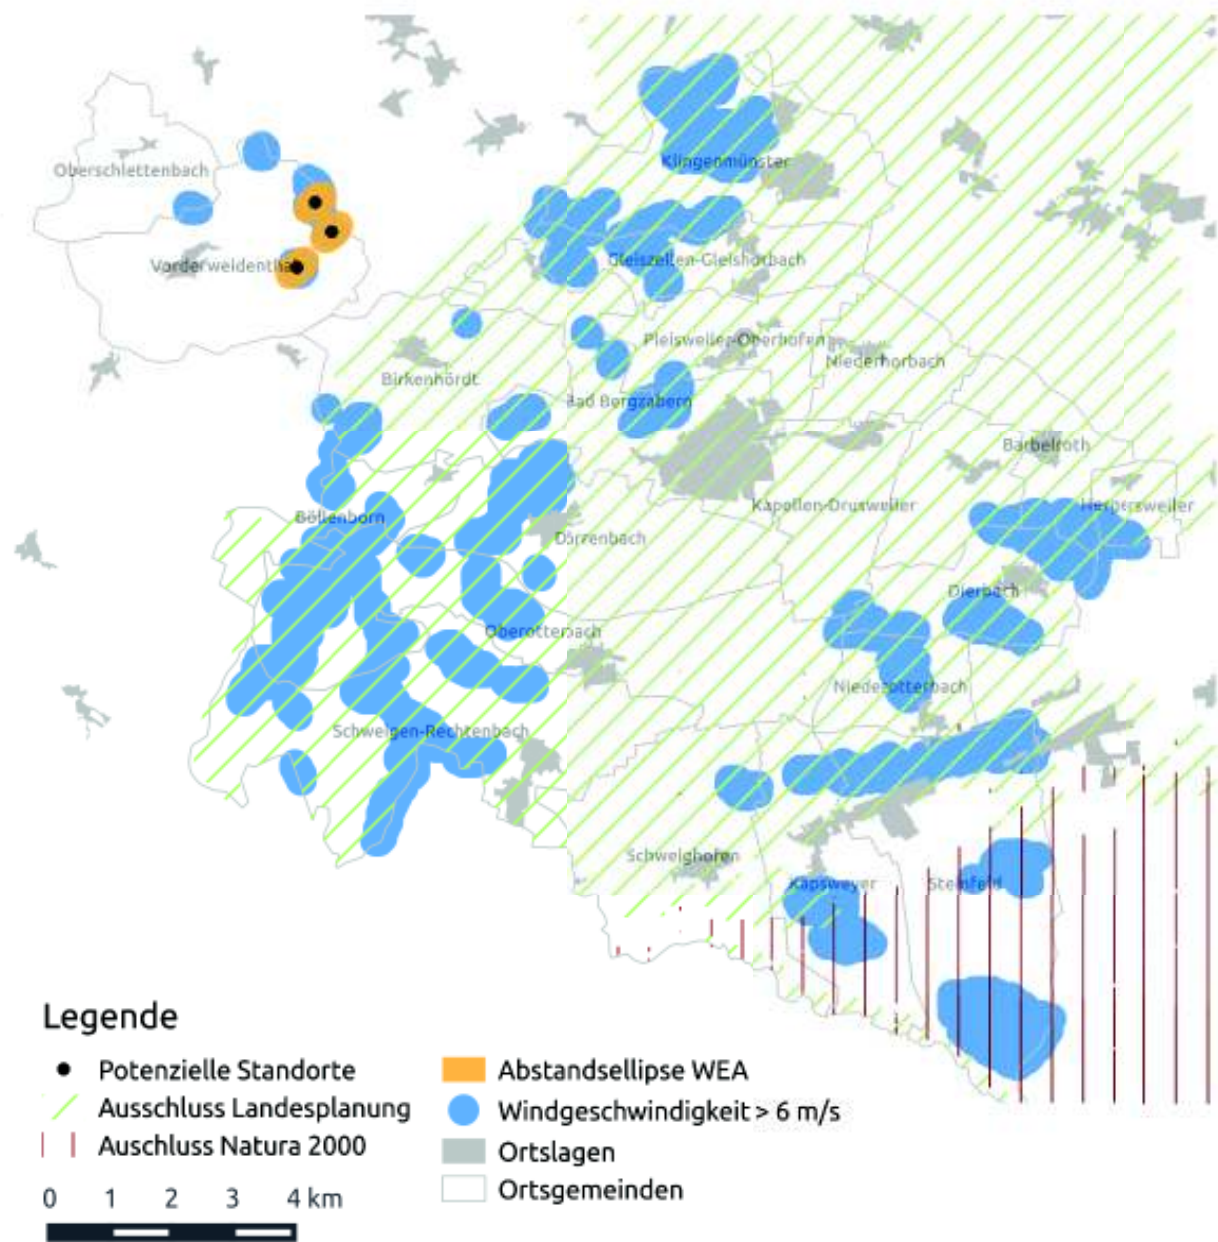 Klingenmünster
Oberschlettenbach
Gleiszellen-Gleishorbach
Vorderweidentha
Pleisweiler-Oberhofen
Niederhorbach
Birkenhördt
Bad Bergzabern
Barbelroth
Kapellen-Drusweiler
Hergersweiler
Böllenborn
Dörrenbach
Dierbach
Oberotterbach
Niederotterbach
Schweigen-Rechtenbach
Schweighofen
Kapsweyer
Steinfeld
Legende
Potenzielle Standorte
Ausschluss Landesplanung
Auschluss Natura 2000
Abstandsellipse WEA
Windgeschwindigkeit > 6 m/s
Ortslagen
Ortsgemeinden
0 1 2 3 4 km